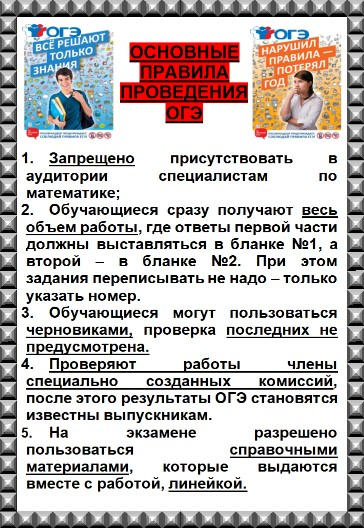 ОГЭ
ВСЁ РЕШАЮТ
ТОЛЬКО
ЗНАНИЯ
ОСНОВНЫЕ
ПРАВИЛА
ПРОВЕДЕНИЯ
ОГЭ
ОГЭ
НАРУШИЛ
ПРАВИЛА —
ПОТЕРЯЛ
ГОД
1. Запрещено присутствовать в
аудитории специалистам по
математике;
2. Обучающиеся сразу получают весь
объем работы, где ответы первой части
должны выставляться в бланке №1, а
второй – в бланке №2. При этом
задания переписывать не надо – только
указать номер.
3. Обучающиеся могут пользоваться
черновиками, проверка последних не
предусмотрена.
4. Проверяют работы члены
специально созданных комиссий,
после этого результаты ОГЭ становятся
известны выпускникам.
5. На экзамене разрешено
пользоваться справочными
материалами, которые выдаются
вместе с работой, линейкой.